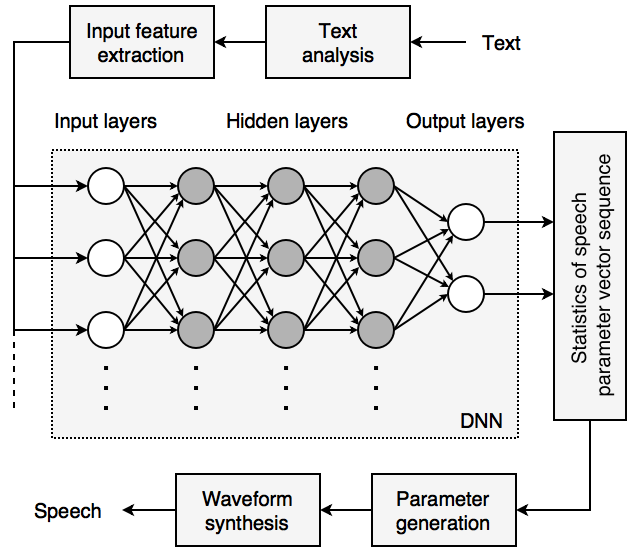 Input feature
extraction
Text
analysis
Text
Input layers
Hidden layers
Output layers
Statistics of speech
parameter vector sequence
DNN
Speech
Waveform
synthesis
Parameter
generation